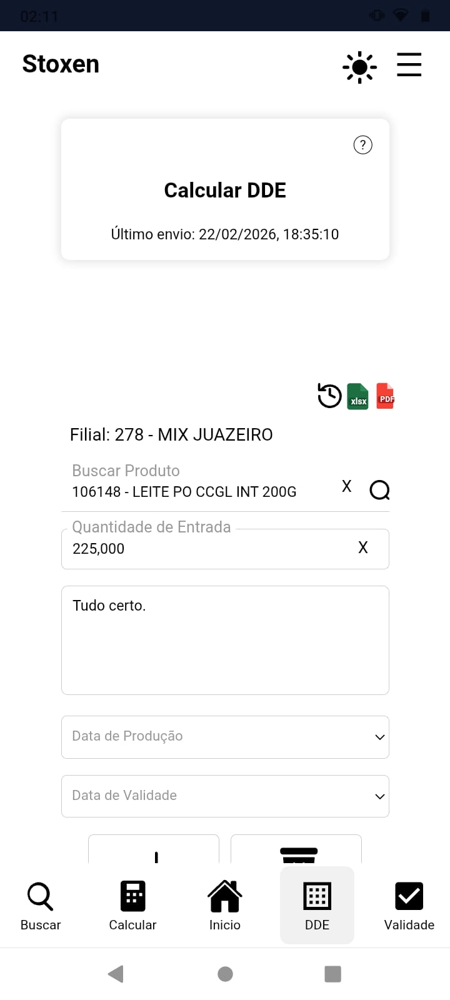 02:11
Stoxen
?
Calcular DDE
Último envio: 22/02/2026, 18:35:10
xlsx
PDF
Filial: 278 - MIX JUAZEIRO
Buscar Produto
106148 - LEITE PO CCGL INT 200G
X
Quantidade de Entrada
225,000
X
Tudo certo.
Data de Produção
Data de Validade
Buscar
Calcular
Inicio
DDE
Validade